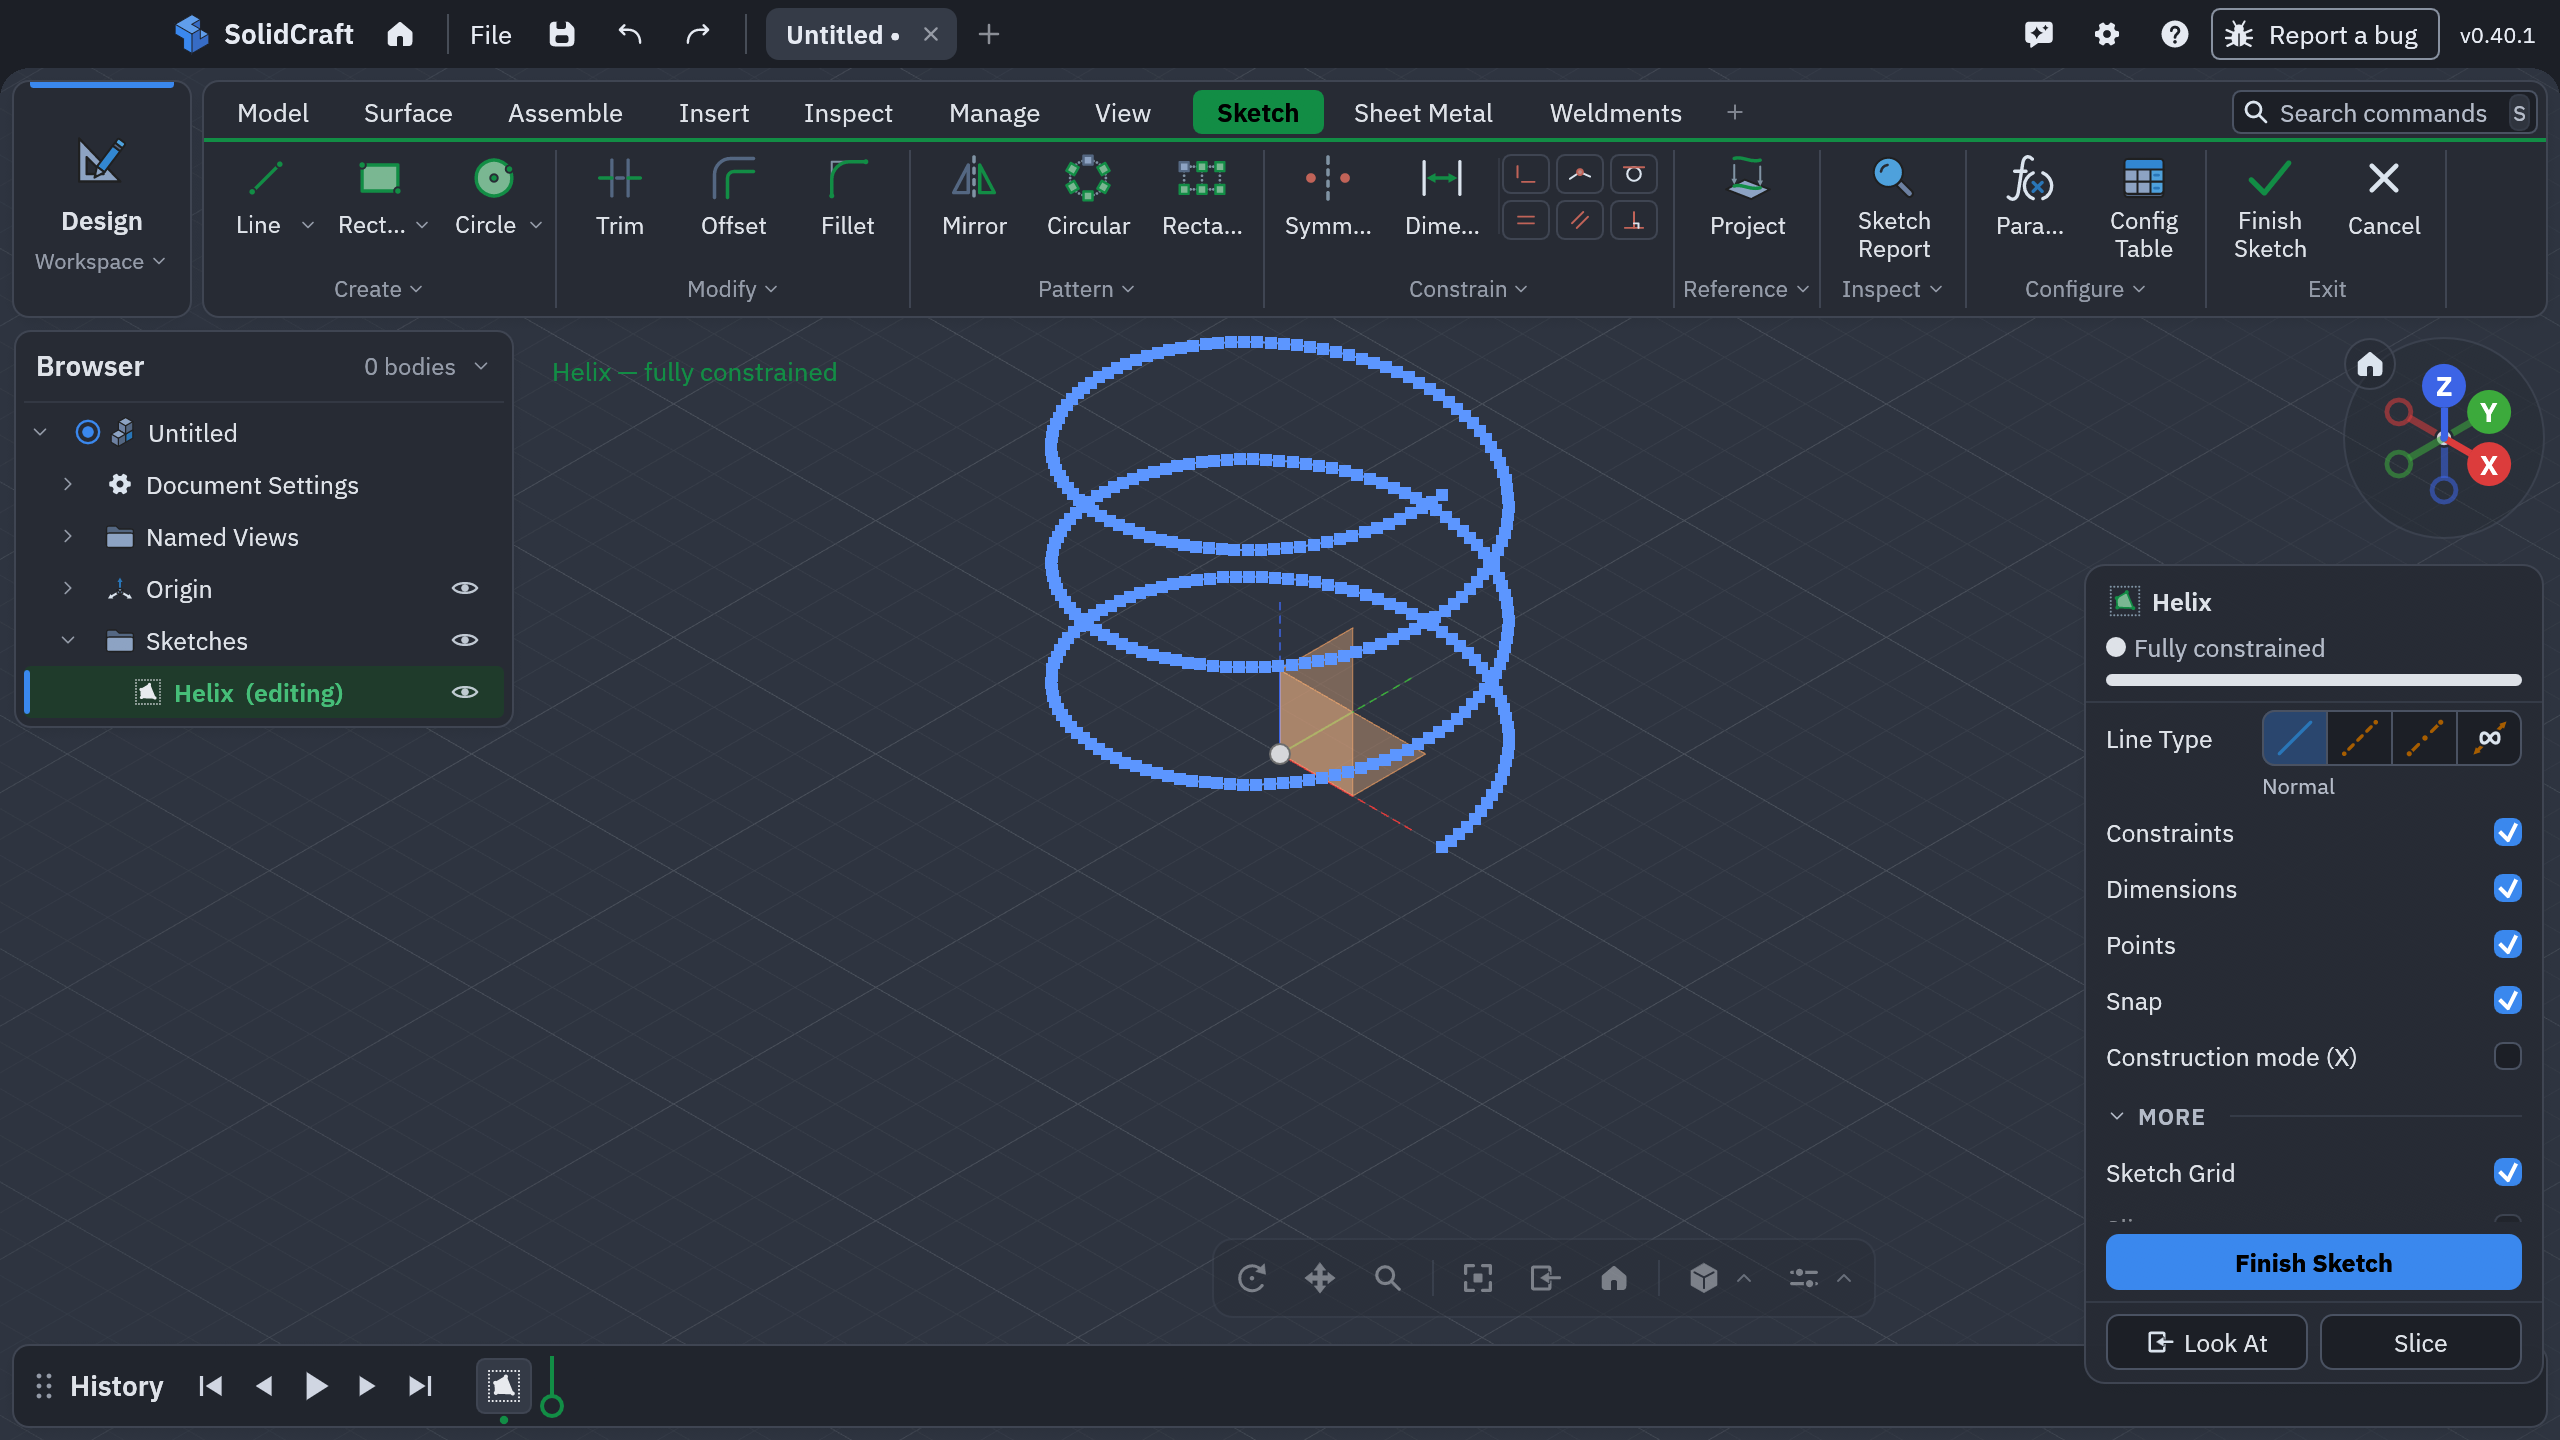 SolidCraft
File
Untitled •
Report a bug
v0.40.1
Design
Workspace
Model
Surface
Assemble
Insert
Inspect
Manage
View
Sketch
Sheet Metal
Weldments
Search commands
S
Line
Rect...
Circle
Create
Trim
Offset
Fillet
Modify
Mirror
Circular
Recta...
Pattern
Symm...
Dime...
Constrain
Project
Reference
Sketch
Report
Inspect
Para...
Config
Table
Configure
Finish
Sketch
Cancel
Exit
Browser
0 bodies
Untitled
Document Settings
Named Views
Origin
Sketches
Helix (editing)
Helix — fully constrained
Z
Y
X
Helix
Fully constrained
Line Type
Normal
Constraints
Dimensions
Points
Snap
Construction mode (X)
MORE
Sketch Grid
Finish Sketch
Look At
Slice
History